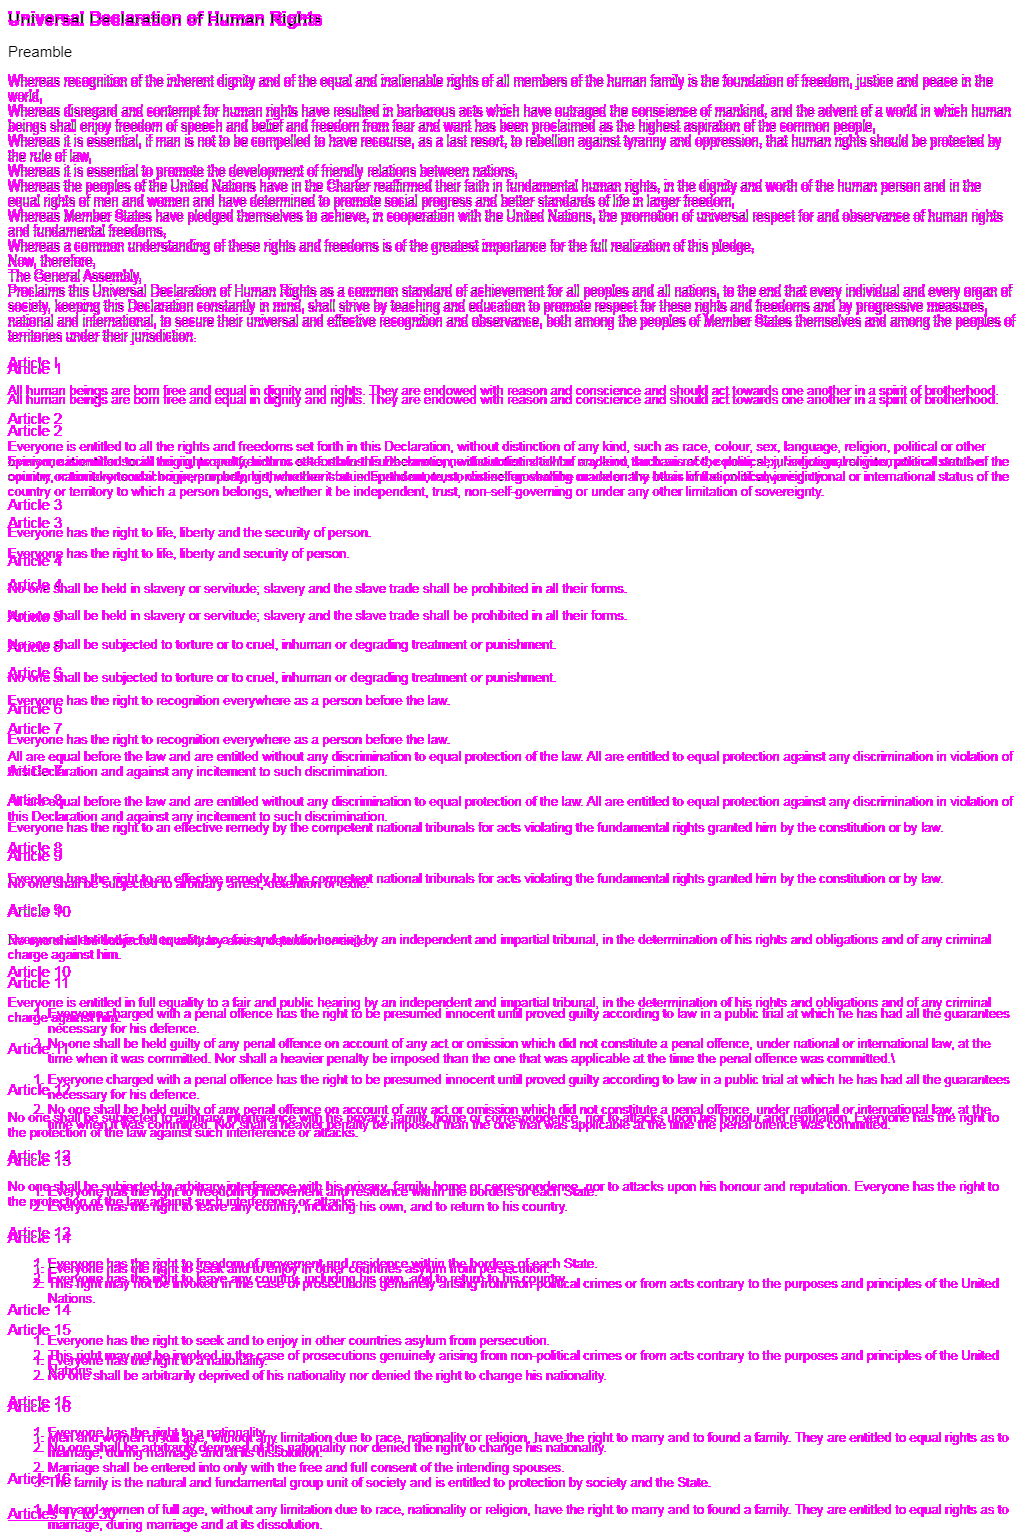 Universal Declaration of Human Rights
Preamble
Whereas recognition of the inherent dignity and of the equal and inalienable rights of all members of the human family is the foundation of freedom, justice and peace in the
world,
Whereas disregard and contempt for human rights have resulted in barbarous acts which have outraged the conscience of mankind, and the advent of a world in which human
beings shall enjoy freedom of speech and belief and freedom from fear and want has been proclaimed as the highest aspiration of the common people,
Whereas it is essential, if man is not to be compelled to have recourse, as a last resort, to rebellion against tyranny and oppression, that human rights should be protected by
the rule of law,
Whereas it is essential to promote the development of friendly relations between nations,
Whereas the peoples of the United Nations have in the Charter reaffirmed their faith in fundamental human rights, in the dignity and worth of the human person and in the
equal rights of men and women and have determined to promote social progress and better standards of life in larger freedom,
Whereas Member States have pledged themselves to achieve, in cooperation with the United Nations, the promotion of universal respect for and observance of human rights
and fundamental freedoms,
Whereas a common understanding of these rights and freedoms is of the greatest importance for the full realization of this pledge,
Now, therefore,
The General Assembly,
Proclaims this Universal Declaration of Human Rights as a common standard of achievement for all peoples and all nations, to the end that every individual and every organ of
society, keeping this Declaration constantly in mind, shall strive by teaching and education to promote respect for these rights and freedoms and by progressive measures,
national and international, to secure their universal and effective recognition and observance, both among the peoples of Member States themselves and among the peoples of
territories under their jurisdiction.
Article I
Article 1
All human beings are born free and equal in dignity and rights. They are endowed with reason and conscience and should act towards one another in a spirit of brotherhood.
All human beings are born free and equal in dignity and rights. They are endowed with reason and conscience and should act towards one another in a spirit of brotherhood.
Article 2
Article 2
Everyone is entitled to all the rights and freedoms set forth in this Declaration, without distinction of any kind, such as race, colour, sex, language, religion, political or other
country or territory to which a person belongs, whether it be independent, trust, non-self-governing or under any other limitation of sovereignty.
Article 3
Article 3
Everyone has the right to life, liberty and the security of person.
Everyone has the right to life, liberty and security of person.
Article 4
Article 4
No one shall be held in slavery or servitude; slavery and the slave trade shall be prohibited in all their forms.
No one shall be held in slavery or servitude; slavery and the slave trade shall be prohibited in all their forms.
Article 5
No one shall be subjected to torture or to cruel, inhuman or degrading treatment or punishment.
Article 5
Article 6
No one shall be subjected to torture or to cruel, inhuman or degrading treatment or punishment.
Everyone has the right to recognition everywhere as a person before the law.
Article 6
Article 7
Everyone has the right to recognition everywhere as a person before the law.
All are equal before the law and are entitled without any discrimination to equal protection of the law. All are entitled to equal protection against any discrimination in violation of
this Declaration and against any incitement to such discrimination.
Article 7
Article 8
All are equal before the law and are entitled without any discrimination to equal protection of the law. All are entitled to equal protection against any discrimination in violation of
this Declaration and against any incitement to such discrimination.
Everyone has the right to an effective remedy by the competent national tribunals for acts violating the fundamental rights granted him by the constitution or by law.
Article 8
Article 9
Everyone has the right to an effective remedy by the competent national tribunals for acts violating the fundamental rights granted him by the constitution or by law.
No one shall be subjected to arbitrary arrest, detention or exile.
Article 9
Article 10
Everyone is entitled in full equality to a fair and public hearing by an independent and impartial tribunal, in the determination of his rights and obligations and of any criminal
No one shall be subjected to arbitrary arrest, detention or exile.
charge against him.
Article 10
Article 11
Everyone is entitled in full equality to a fair and public hearing by an independent and impartial tribunal, in the determination of his rights and obligations and of any criminal
1. Everyone charged with a penal offence has the right to be presumed innocent until proved guilty according to law in a public trial at which he has had all the guarantees
charge against him.
necessary for his defence.
2. No one shall be held guilty of any penal offence on account of any act or omission which did not constitute a penal offence, under national or international law, at the
Article 11
time when it was committed. Nor shall a heavier penalty be imposed than the one that was applicable at the time the penal offence was committed.\
1. Everyone charged with a penal offence has the right to be presumed innocent until proved guilty according to law in a public trial at which he has had all the guarantees
Article 12
necessary for his defence.
2. No one shall be held guilty of any penal offence on account of any act or omission which did not constitute a penal offence, under national or international law, at the
No one shall be subjected to arbitrary interference with his privacy, family, home or correspondence, nor to attacks upon his honour and reputation. Everyone has the right to
time when it was committed. Nor shall a heavier penalty be imposed than the one that was applicable at the time the penal offence was committed.
the protection of the law against such interference or attacks.
Article 12
Article 13
No one shall be subjected to arbitrary interference with his privacy, family, home or correspondence, nor to attacks upon his honour and reputation. Everyone has the right to
1. Everyone has the right to freedom of movement and residence within the borders of each State.
the protection of the law against such interference or attacks.
2. Everyone has the right to leave any country, including his own, and to return to his country.
Article 13
Article 14
1. Everyone has the right to freedom of movement and residence within the borders of each State.
1. Everyone has the right to seek and to enjoy in other countries asylum from persecution.
2. Everyone has the right to leave any country, including his own, and to return to his country.
2. This right may not be invoked in the case of prosecutions genuinely arising from non-political crimes or from acts contrary to the purposes and principles of the United
Nations.
Article 14
Article 15
1. Everyone has the right to seek and to enjoy in other countries asylum from persecution.
2. This right may not be invoked in the case of prosecutions genuinely arising from non-political crimes or from acts contrary to the purposes and principles of the United
1. Everyone has the right to a nationality.
Nations.
2. No one shall be arbitrarily deprived of his nationality nor denied the right to change his nationality.
Article 15
Article 16
1. Everyone has the right to a nationality.
1. Men and women of full age, without any limitation due to race, nationality or religion, have the right to marry and to found a family. They are entitled to equal rights as to
2. No one shall be arbitrarily deprived of his nationality nor denied the right to change his nationality.
marriage, during marriage and at its dissolution.
2. Marriage shall be entered into only with the free and full consent of the intending spouses.
Article 16
3. The family is the natural and fundamental group unit of society and is entitled to protection by society and the State.
1. Men and women of full age, without any limitation due to race, nationality or religion, have the right to marry and to found a family. They are entitled to equal rights as to
Articles 17 to 30
marriage, during marriage and at its dissolution.